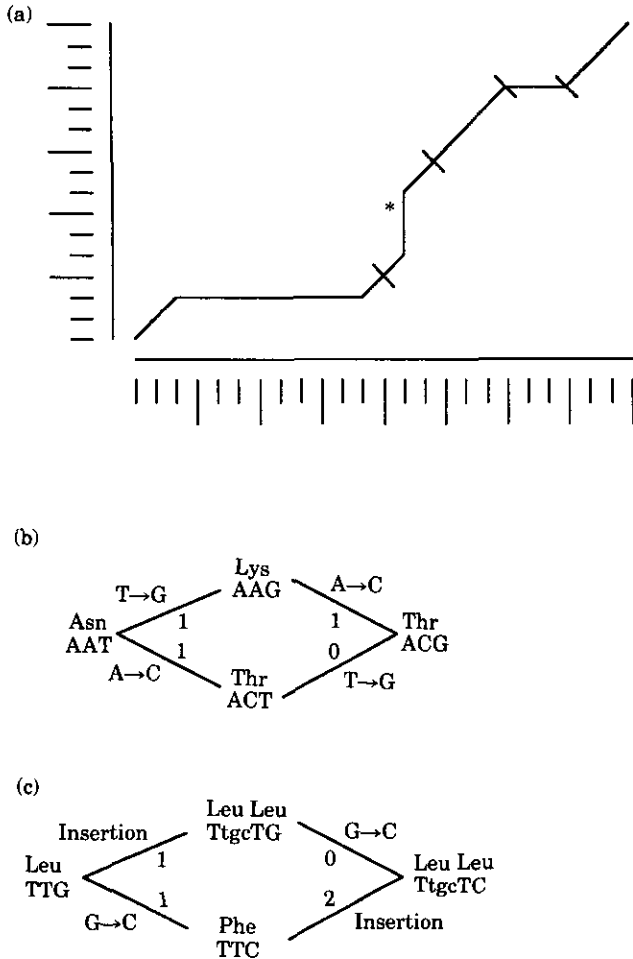 (a)
*
(b)
Lys
AAG
T→G
A→C
1
1
Asn
AAT
Thr
ACG
1
0
A→C
T→G
Thr
ACT
(c)
Leu Leu
TtgcTG
Insertion
G→C
1
0
Leu
TTG
Leu Leu
TtgcTC
1
2
G→C
Insertion
Phe
TTC